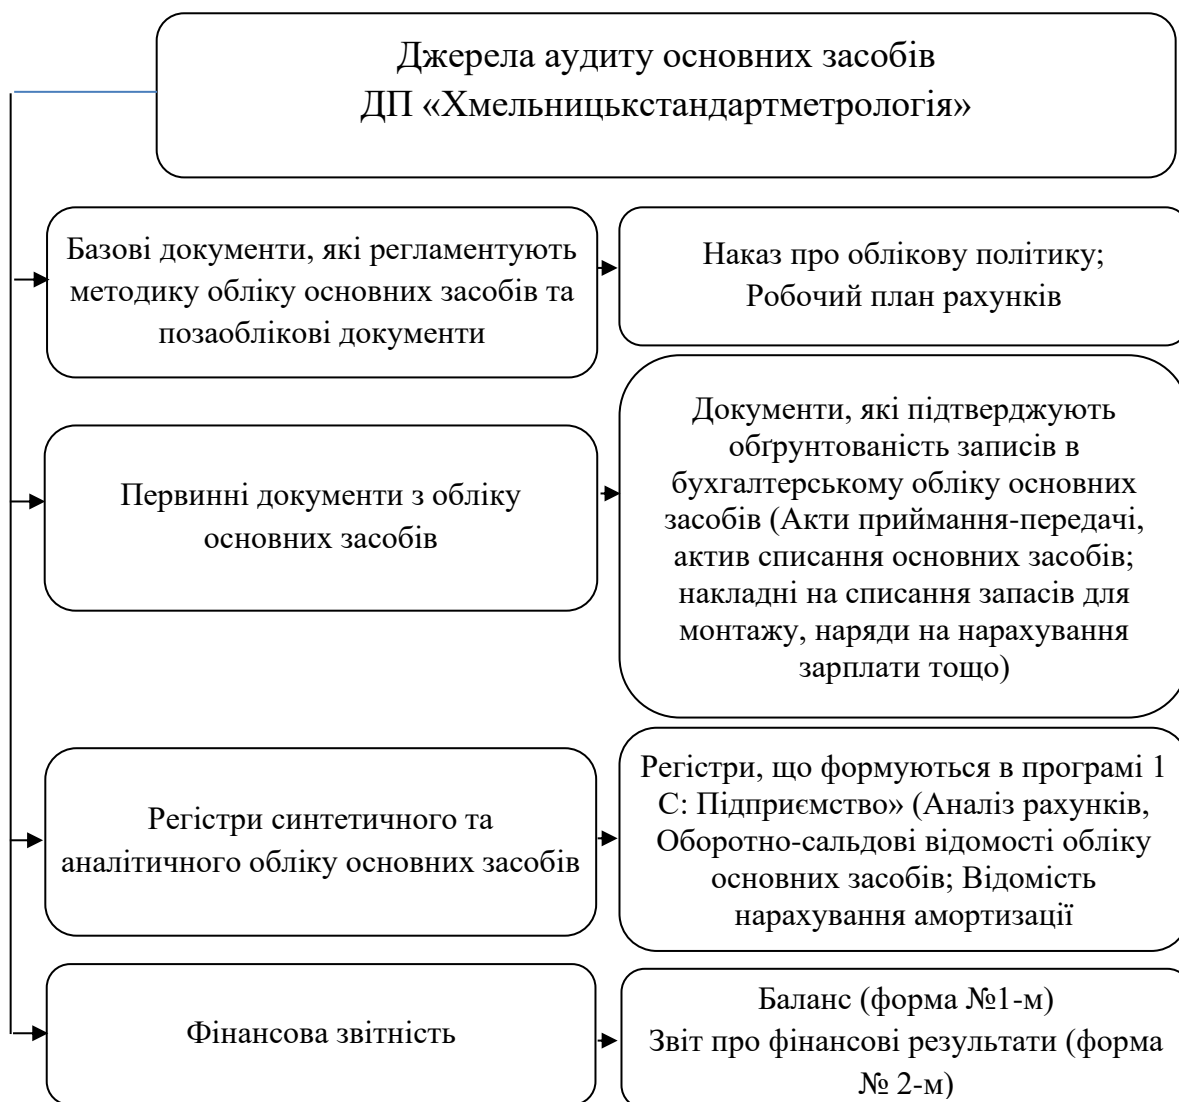 Джерела аудиту основних засобів
ДП «Хмельницькстандартметрологія»
Базові документи, які регламентують
методику обліку основних засобів та
позаоблікові документи
Наказ про облікову політику;
Робочий план рахунків
Первинні документи з обліку
основних засобів
Документи, які підтверджують
обґрунтованість записів в
бухгалтерському обліку основних
засобів (Акти приймання-передачі,
актив списання основних засобів;
накладні на списання запасів для
монтажу, наряди на нарахування
зарплати тощо)
Регістри синтетичного та
аналітичного обліку основних засобів
Регістри, що формуються в програмі 1
С: Підприємство» (Аналіз рахунків,
Оборотно-сальдові відомості обліку
основних засобів; Відомість
нарахування амортизації
Фінансова звітність
Баланс (форма №1-м)
Звіт про фінансові результати (форма
№ 2-м)